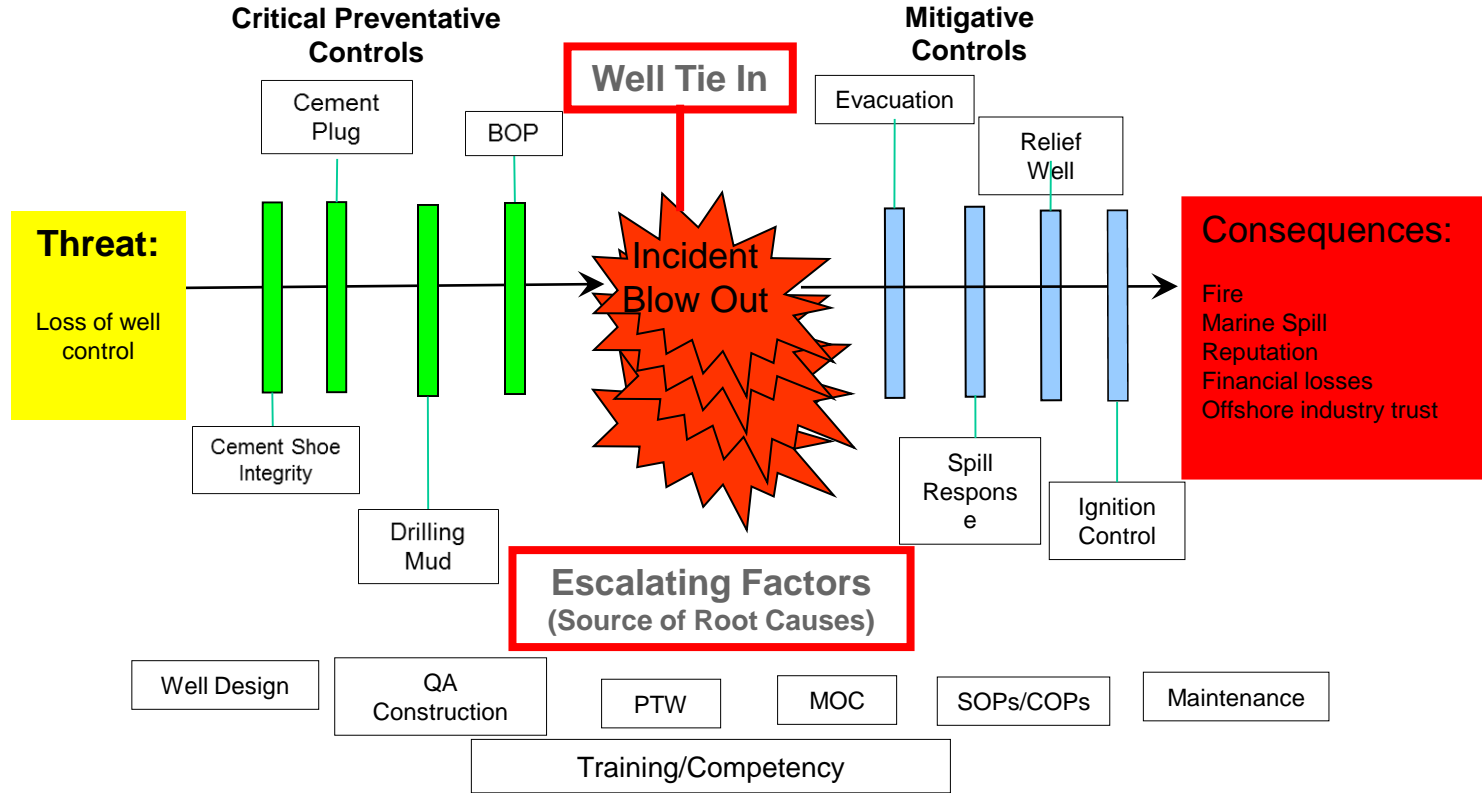 Critical Preventative
Controls
Mitigative
Controls
Well Tie In
Cement
Plug
BOP
Evacuation
Relief
Well
Threat:
Loss of well
control
Incident
Blow Out
Consequences:
Fire
Marine Spill
Reputation
Financial losses
Offshore industry trust
Cement Shoe
Integrity
Drilling
Mud
Spill
Respons
e
Ignition
Control
Escalating Factors
(Source of Root Causes)
Well Design
QA
Construction
PTW
MOC
SOPs/COPs
Maintenance
Training/Competency